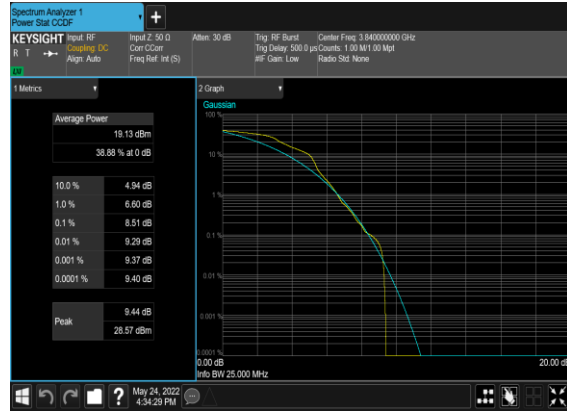 Spectrum Analyzer 1
Power Stat CCDF
KEYSIGHT
R T
Input: RF
Coupling: DC
Align: Auto
Input Z: 50 Ω
Corr CCorr
Freq Ref: Int (S)
Atten: 30 dB
Trig: RF Burst
Trig Delay: 500.0 µs
#IF Gain: Low
Center Freq: 3.840000000 GHz
Counts: 1.00 M/1.00 Mpt
Radio Std: None
1 Metrics
Average Power
19.13 dBm
38.88 % at 0 dB
10.0 % 4.94 dB
1.0 % 6.60 dB
0.1 % 8.51 dB
0.01 % 9.29 dB
0.001 % 9.37 dB
0.0001 % 9.40 dB
Peak 9.44 dB
28.57 dBm
2 Graph
Gaussian
100 %
10 %
1 %
0.1 %
0.01 %
0.001 %
0.0001 %
0.00 dB 20.00 dB
Info BW 25.000 MHz
?
May 24, 2022
4:34:29 PM